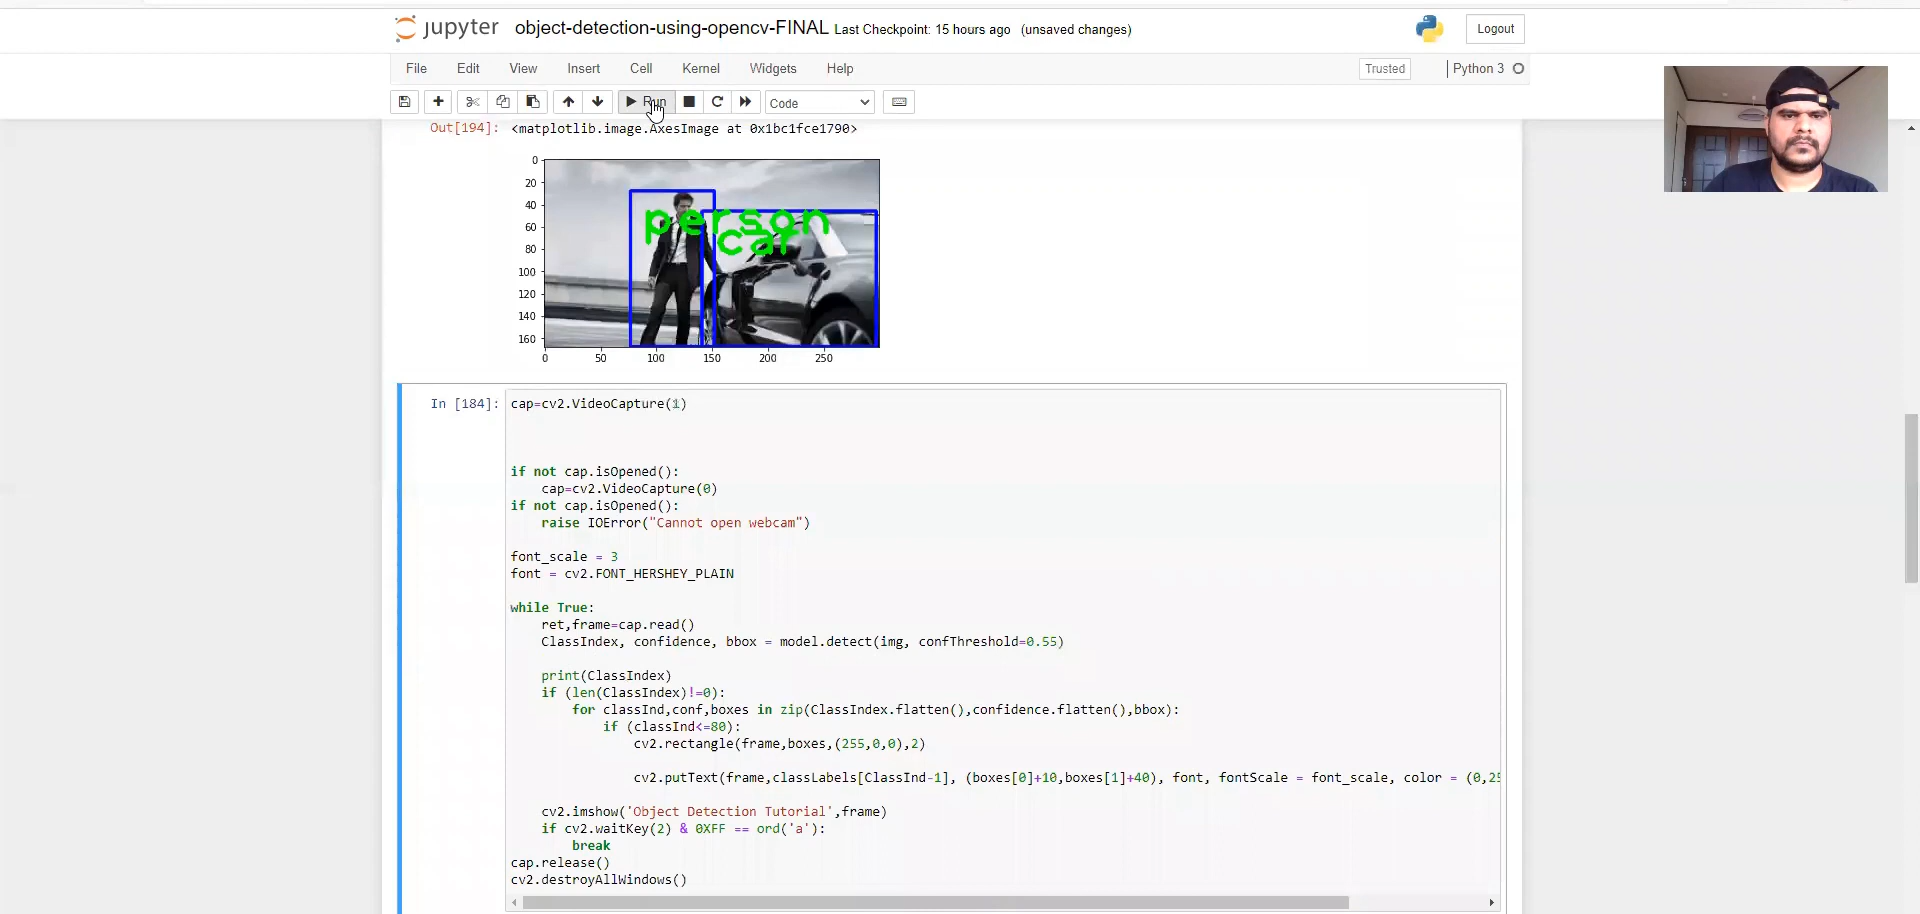 jupyter object-detection-using-opencv-FINAL Last Checkpoint: 15 hours ago (unsaved changes) Logout
File Edit View Insert Cell Kernel Widgets Help Trusted Python 3
Run Code
Out[194]: <matplotlib.image.AxesImage at 0x1bc1fce1790>
0
20
40
60
80
100
120
140
160
person
car
0 50 100 150 200 250
In [184]: cap=cv2.VideoCapture(1)
if not cap.isOpened():
    cap=cv2.VideoCapture(0)
if not cap.isOpened():
    raise IOError("Cannot open webcam")
font_scale = 3
font = cv2.FONT_HERSHEY_PLAIN
while True:
    ret,frame=cap.read()
    ClassIndex, confidence, bbox = model.detect(img, confThreshold=0.55)
    print(ClassIndex)
    if (len(ClassIndex)!=0):
        for classInd,conf,boxes in zip(ClassIndex.flatten(),confidence.flatten(),bbox):
            if (classInd<=80):
                cv2.rectangle(frame,boxes,(255,0,0),2)
                cv2.putText(frame,classLabels[ClassInd-1], (boxes[0]+10,boxes[1]+40), font, fontScale = font_scale, color = (0,25
    cv2.imshow('Object Detection Tutorial',frame)
    if cv2.waitKey(2) & 0XFF == ord('a'):
        break
cap.release()
cv2.destroyAllWindows()